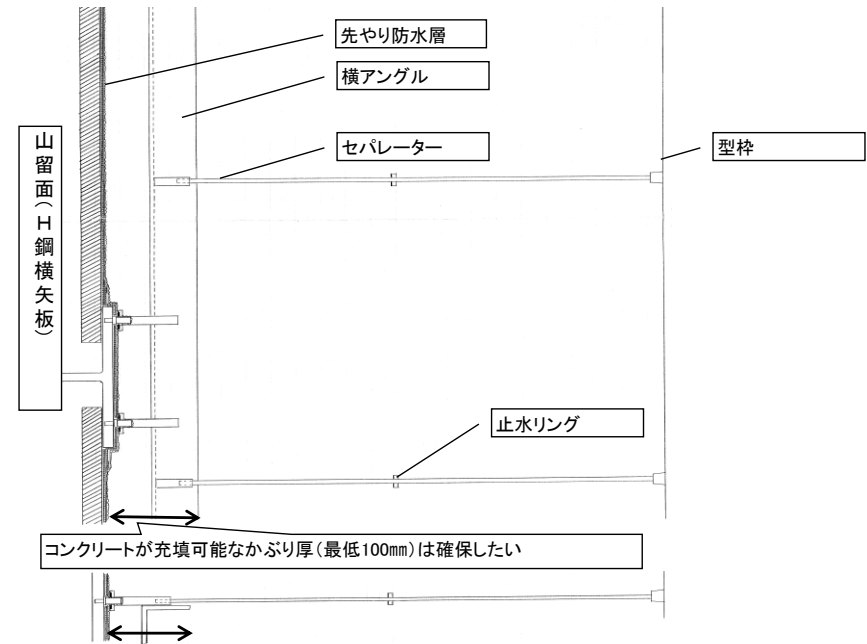 先やり防水層
横アングル
セパレーター
型枠
山留面(H鋼横矢板)
止水リング
コンクリートが充填可能なかぶり厚(最低100mm)は確保したい